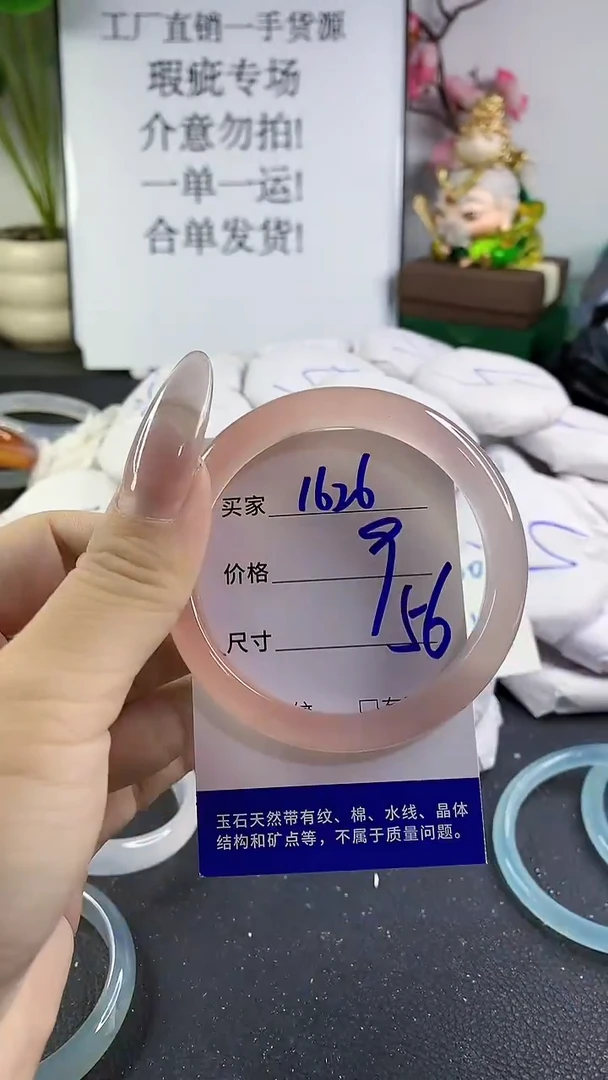 工厂直销一手货源
瑕疵专场
介意勿拍!
一单一运!
合单发货!
买家 1626
价格
尺寸 56
玉石天然带有纹、棉、水线、晶体
结构和矿点等，不属于质量问题。